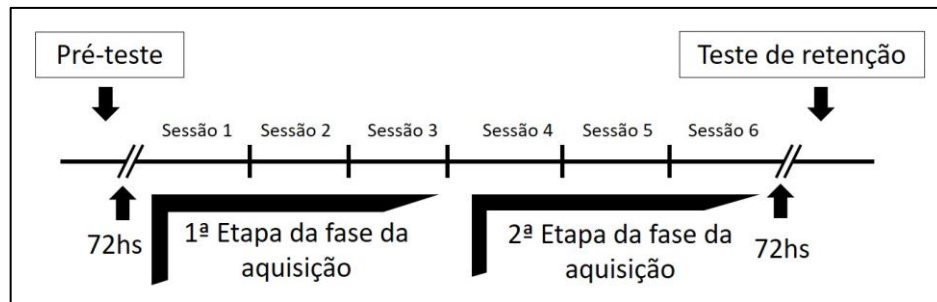 Pré-teste
Teste de retenção
Sessão 1
Sessão 2
Sessão 3
Sessão 4
Sessão 5
Sessão 6
72hs
1ª Etapa da fase da
aquisição
2ª Etapa da fase da
aquisição
72hs